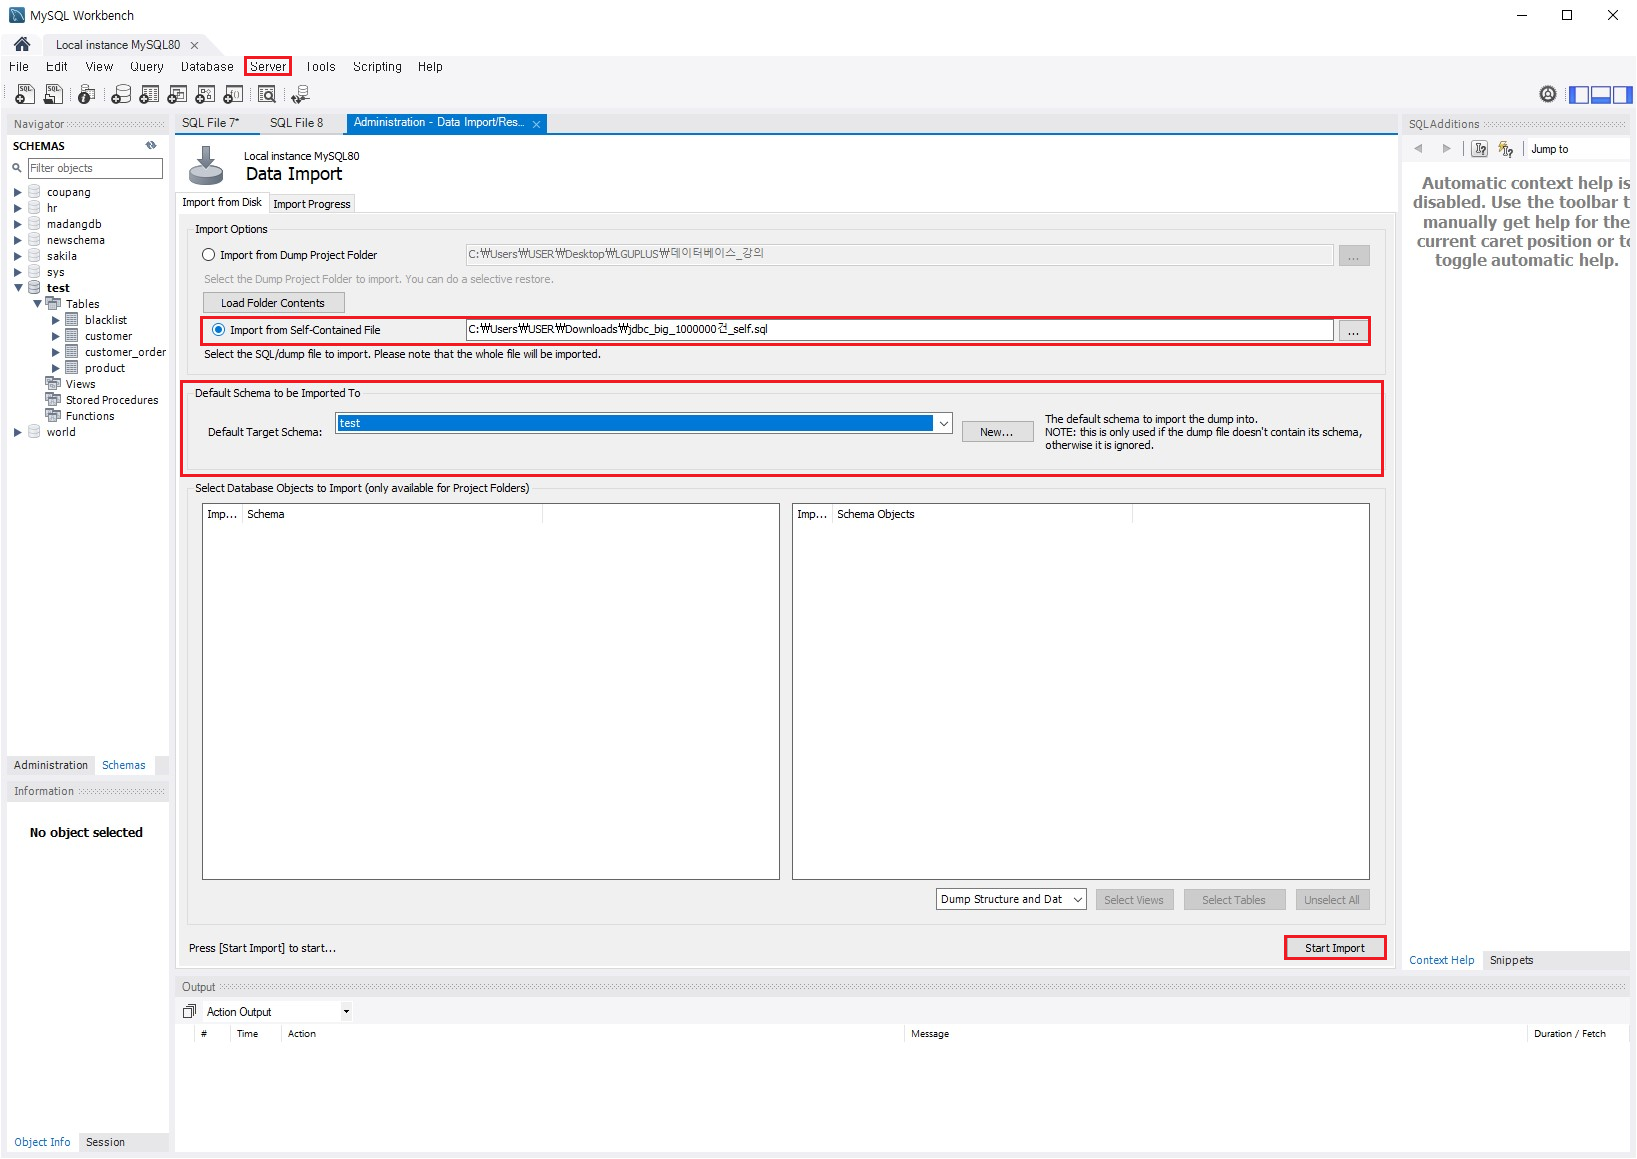 MySQL Workbench
Local instance MySQL80
File Edit View Query Database Server Tools Scripting Help
Navigator
SCHEMAS
Filter objects
coupang
hr
madangdb
newschema
sakila
sys
test
Tables
blacklist
customer
customer_order
product
Views
Stored Procedures
Functions
world
Administration Schemas
Information
No object selected
Object Info Session
SQL File 7* SQL File 8 Administration - Data Import/Res...
Local instance MySQL80
Data Import
Import from Disk Import Progress
Import Options
Import from Dump Project Folder C:₩Users₩USER₩Desktop₩LGUPLUS₩데이터베이스_강의 ...
Select the Dump Project Folder to import. You can do a selective restore.
Load Folder Contents
Import from Self-Contained File C:₩Users₩USER₩Downloads₩jdbc_big_1000000건_self.sql ...
Select the SQL/dump file to import. Please note that the whole file will be imported.
Default Schema to be Imported To
Default Target Schema: test New...
The default schema to import the dump into.
NOTE: this is only used if the dump file doesn't contain its schema,
otherwise it is ignored.
Select Database Objects to Import (only available for Project Folders)
Imp... Schema Imp... Schema Objects
Dump Structure and Dat Select Views Select Tables Unselect All
Press [Start Import] to start... Start Import
Output
Action Output
# Time Action Message Duration / Fetch
SQLAdditions
Jump to
Automatic context help is
disabled. Use the toolbar t
manually get help for the
current caret position or to
toggle automatic help.
Context Help Snippets